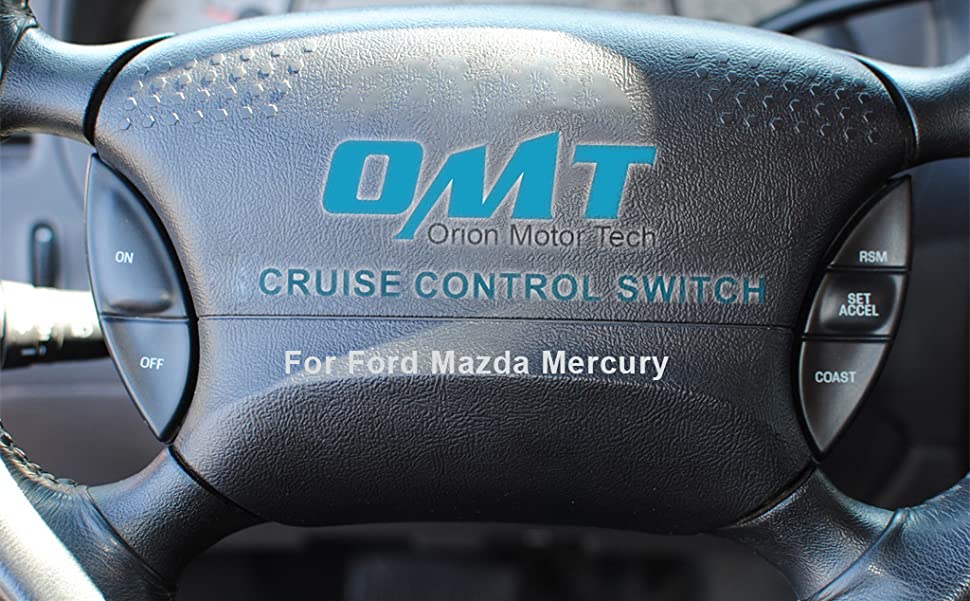 OMT
Orion Motor Tech
CRUISE CONTROL SWITCH
For Ford Mazda Mercury
ON
OFF
RSM
SET
ACCEL
COAST